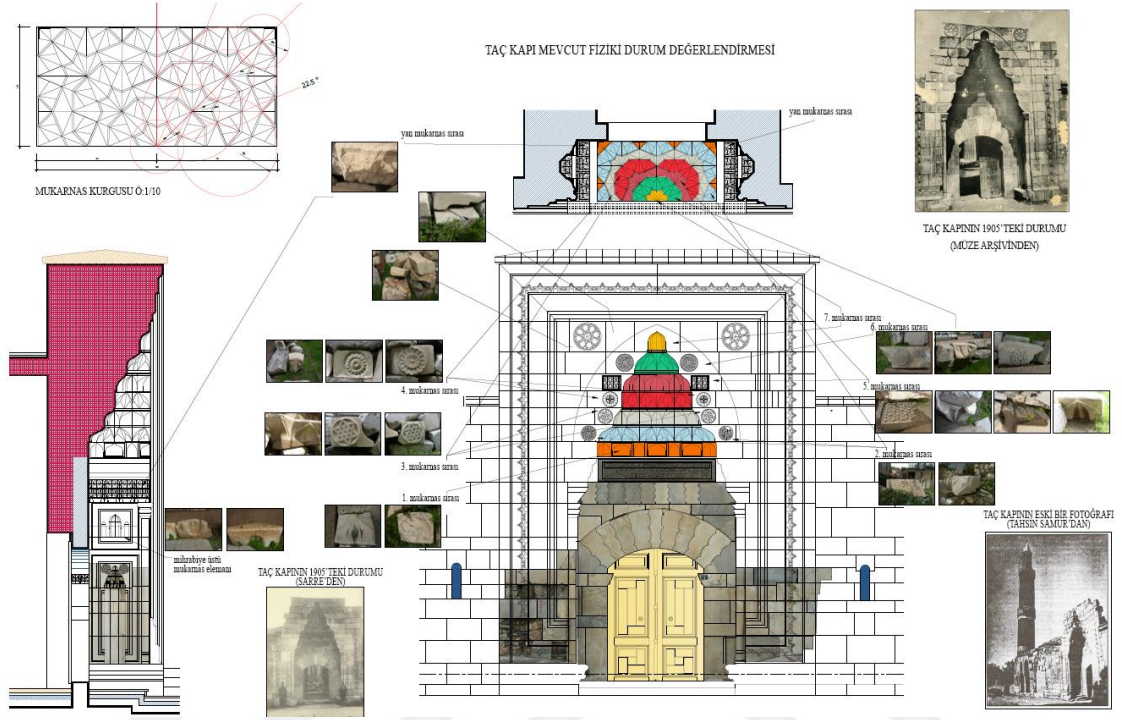 TAÇ KAPI MEVCUT FİZİKİ DURUM DEĞERLENDİRMESİ
22.5 °
MUKARNAS KURGUSU Ö:1/10
yan mukarnas sırası
yan mukarnas sırası
TAÇ KAPININ 1905'TEKİ DURUMU
(MÜZE ARŞİVİNDEN)
7. mukarnas sırası
6. mukarnas sırası
5. mukarnas sırası
4. mukarnas sırası
3. mukarnas sırası
2. mukarnas sırası
1. mukarnas sırası
mihrabiye üstü
mukarnas elemanı
TAÇ KAPININ 1905'TEKİ DURUMU
(SARRE'DEN)
TAÇ KAPININ ESKİ BİR FOTOĞRAFI
(TAHSİN SAMUR'DAN)